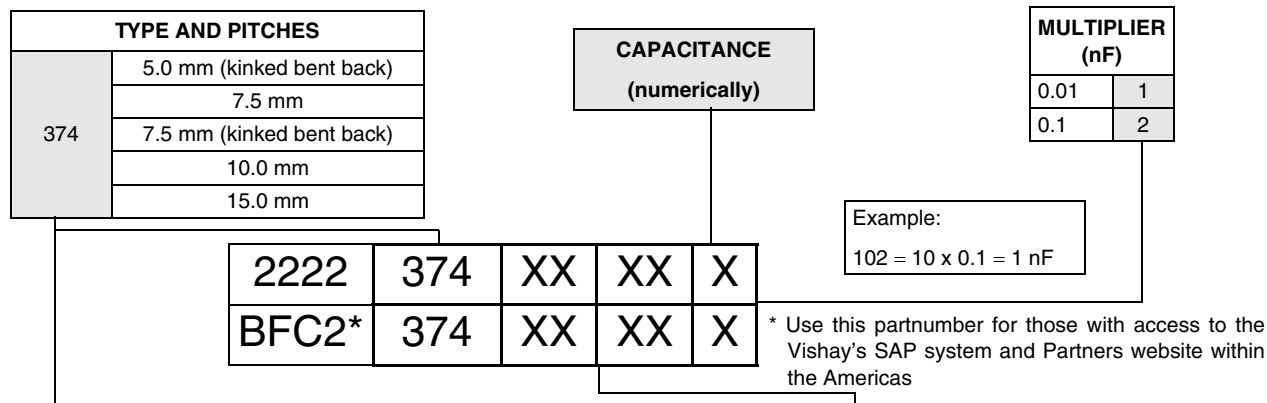 TYPE AND PITCHES
374
5.0 mm (kinked bent back)
7.5 mm
7.5 mm (kinked bent back)
10.0 mm
15.0 mm
CAPACITANCE
(numerically)
MULTIPLIER
(nF)
0.01 1
0.1 2
Example:
102 = 10 x 0.1 = 1 nF
2222 374 XX XX X
BFC2* 374 XX XX X
* Use this partnumber for those with access to the
Vishay's SAP system and Partners website within
the Americas